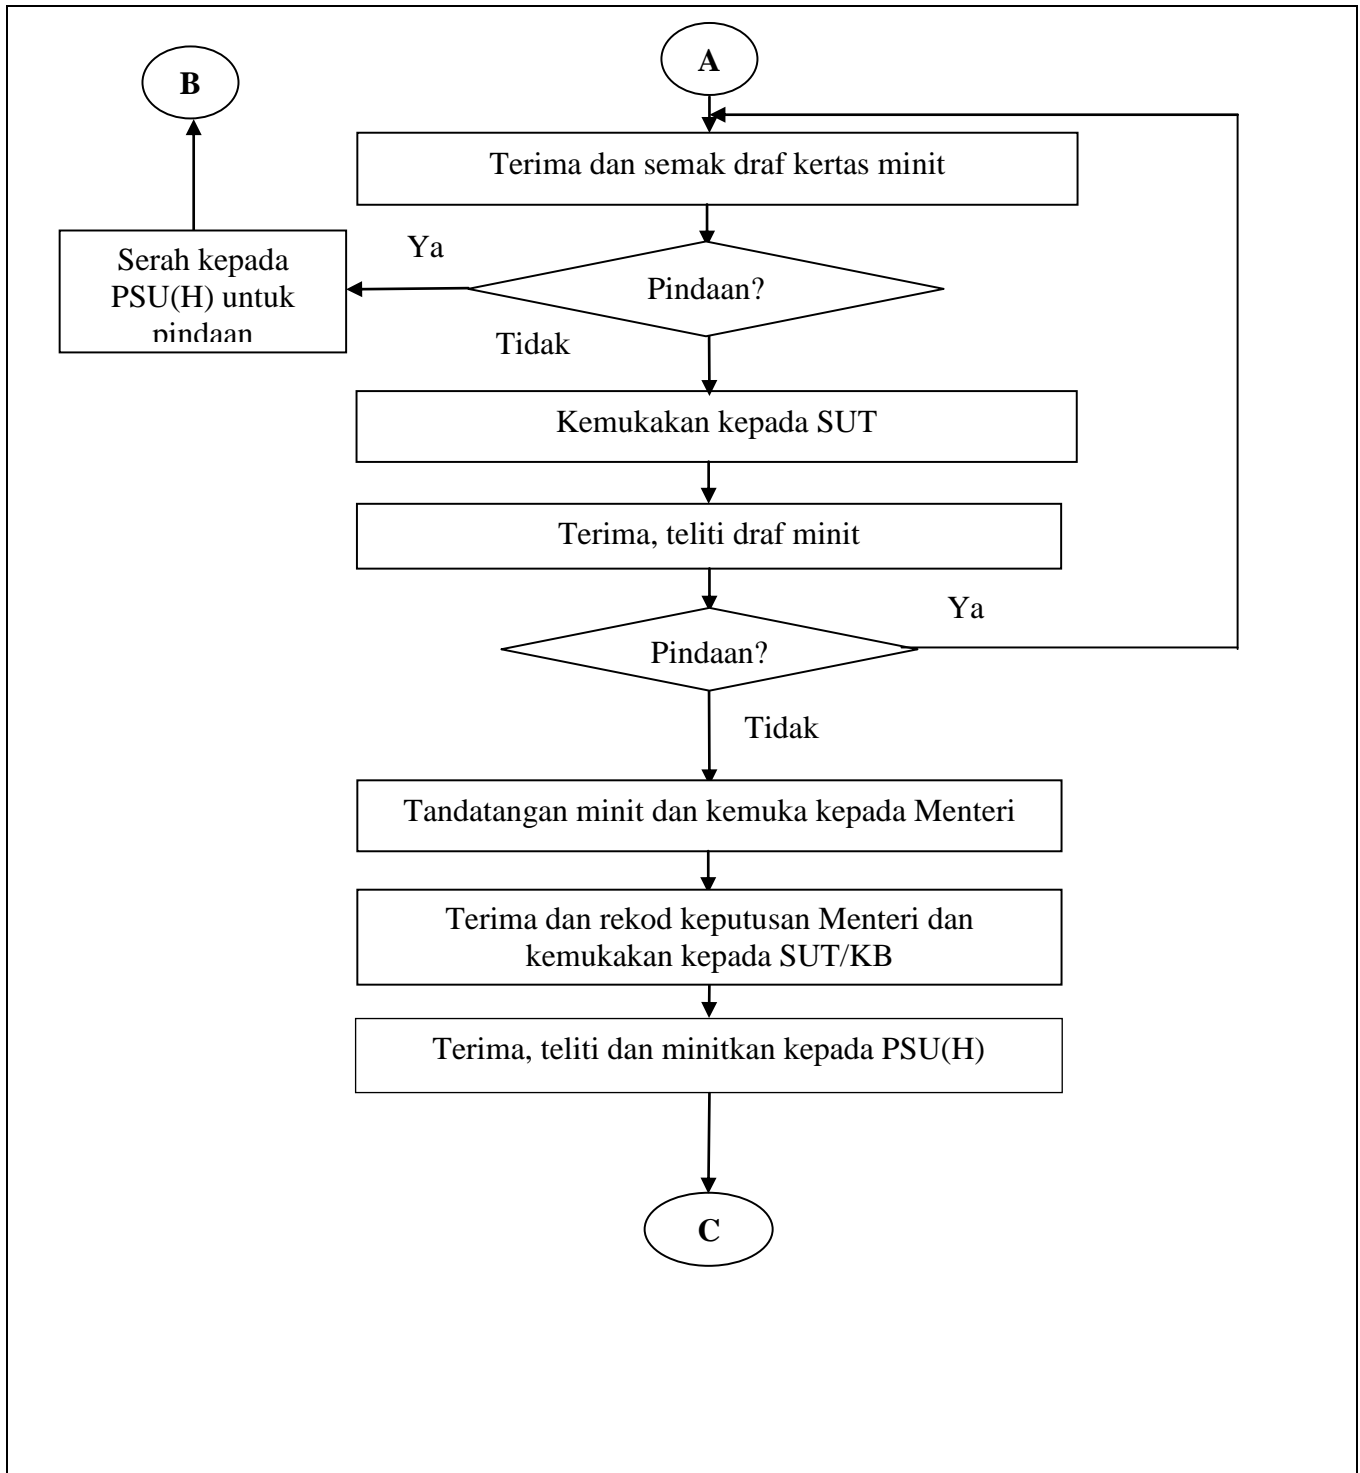 A
B
Terima dan semak draf kertas minit
Ya
Serah kepada
PSU(H) untuk
pindaan
Pindaan?
Tidak
Kemukakan kepada SUT
Terima, teliti draf minit
Ya
Pindaan?
Tidak
Tandatangan minit dan kemuka kepada Menteri
Terima dan rekod keputusan Menteri dan
kemukakan kepada SUT/KB
Terima, teliti dan minitkan kepada PSU(H)
C